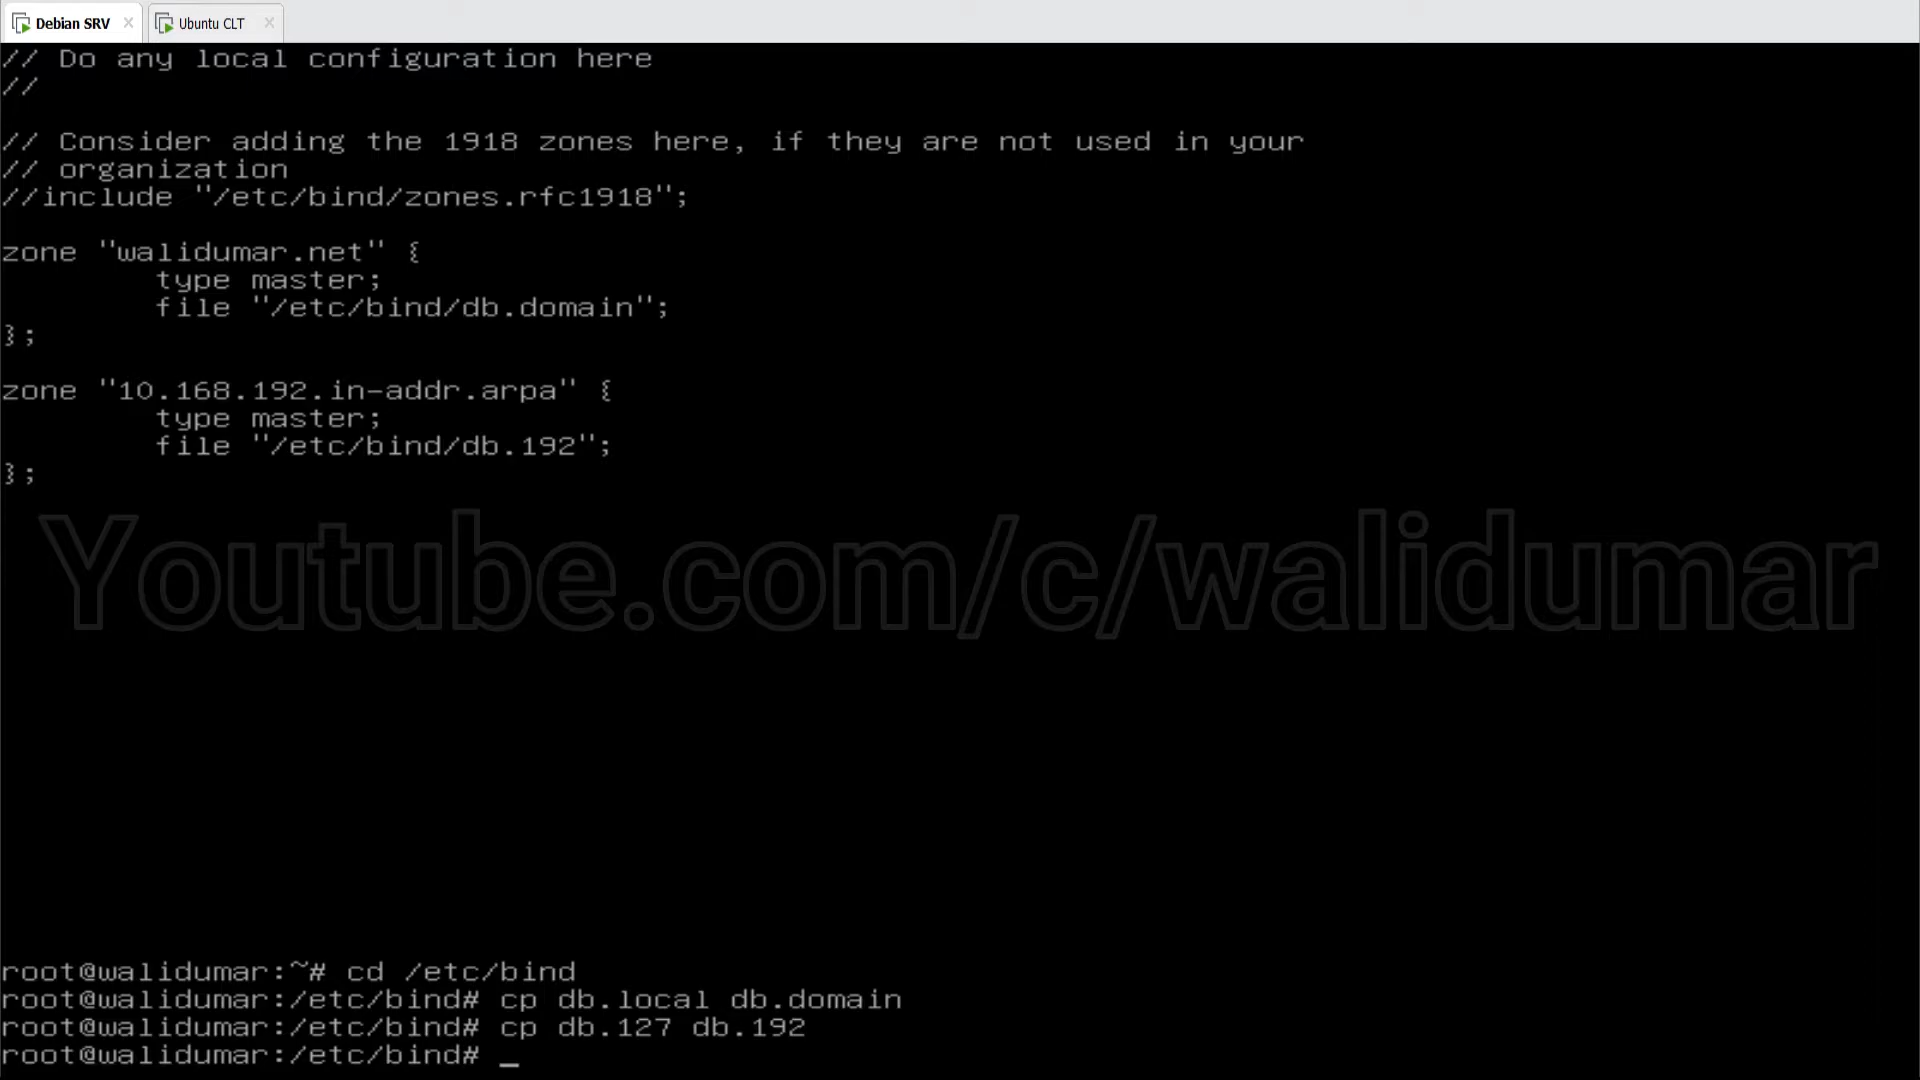 Debian SRV
Ubuntu CLT
// Do any local configuration here
//
// Consider adding the 1918 zones here, if they are not used in your
// organization
//include "/etc/bind/zones.rfc1918";
zone "walidumar.net" {
type master;
file "/etc/bind/db.domain";
};
zone "10.168.192.in-addr.arpa" {
type master;
file "/etc/bind/db.192";
};
Youtube.com/c/walidumar
root@walidumar:~# cd /etc/bind
root@walidumar:/etc/bind# cp db.local db.domain
root@walidumar:/etc/bind# cp db.127 db.192
root@walidumar:/etc/bind# _